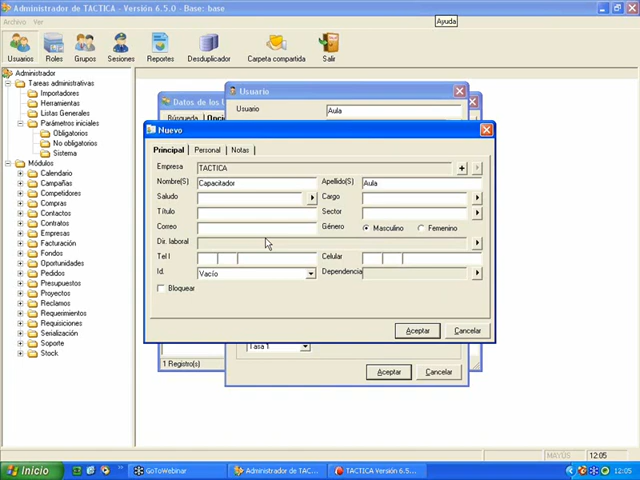 Administrador de TACTICA - Versión 6.5.0 - Base: base
Archivo Ver
Ayuda
Usuarios Roles Grupos Sesiones Reportes Desduplicador Carpeta compartida Salir
Administrador
Tareas administrativas
Importadores
Herramientas
Listas Generales
Parámetros iniciales
Obligatorios
No obligatorios
Sistema
Módulos
Calendario
Campañas
Competidores
Compras
Contactos
Contratos
Empresas
Facturación
Fondos
Oportunidades
Pedidos
Presupuestos
Proyectos
Reclamos
Requerimientos
Requisiciones
Serialización
Soporte
Stock
Datos de los U
Búsqueda Opci
1 Registro(s)
Usuario
Usuario Aula
Tasa 1
Aceptar Cancelar
Nuevo
Principal Personal Notas
Empresa TACTICA +
Nombre(S) Capacitador Apellido(S) Aula
Saludo Cargo
Título Sector
Correo Género Masculino Femenino
Dir. laboral
Tel l Celular
Id. Vacío Dependencia
Bloquear
Aceptar Cancelar
MAYÚS 12:05
Inicio GoToWebinar Administrador de TAC... TACTICA Versión 6.5... 12:05